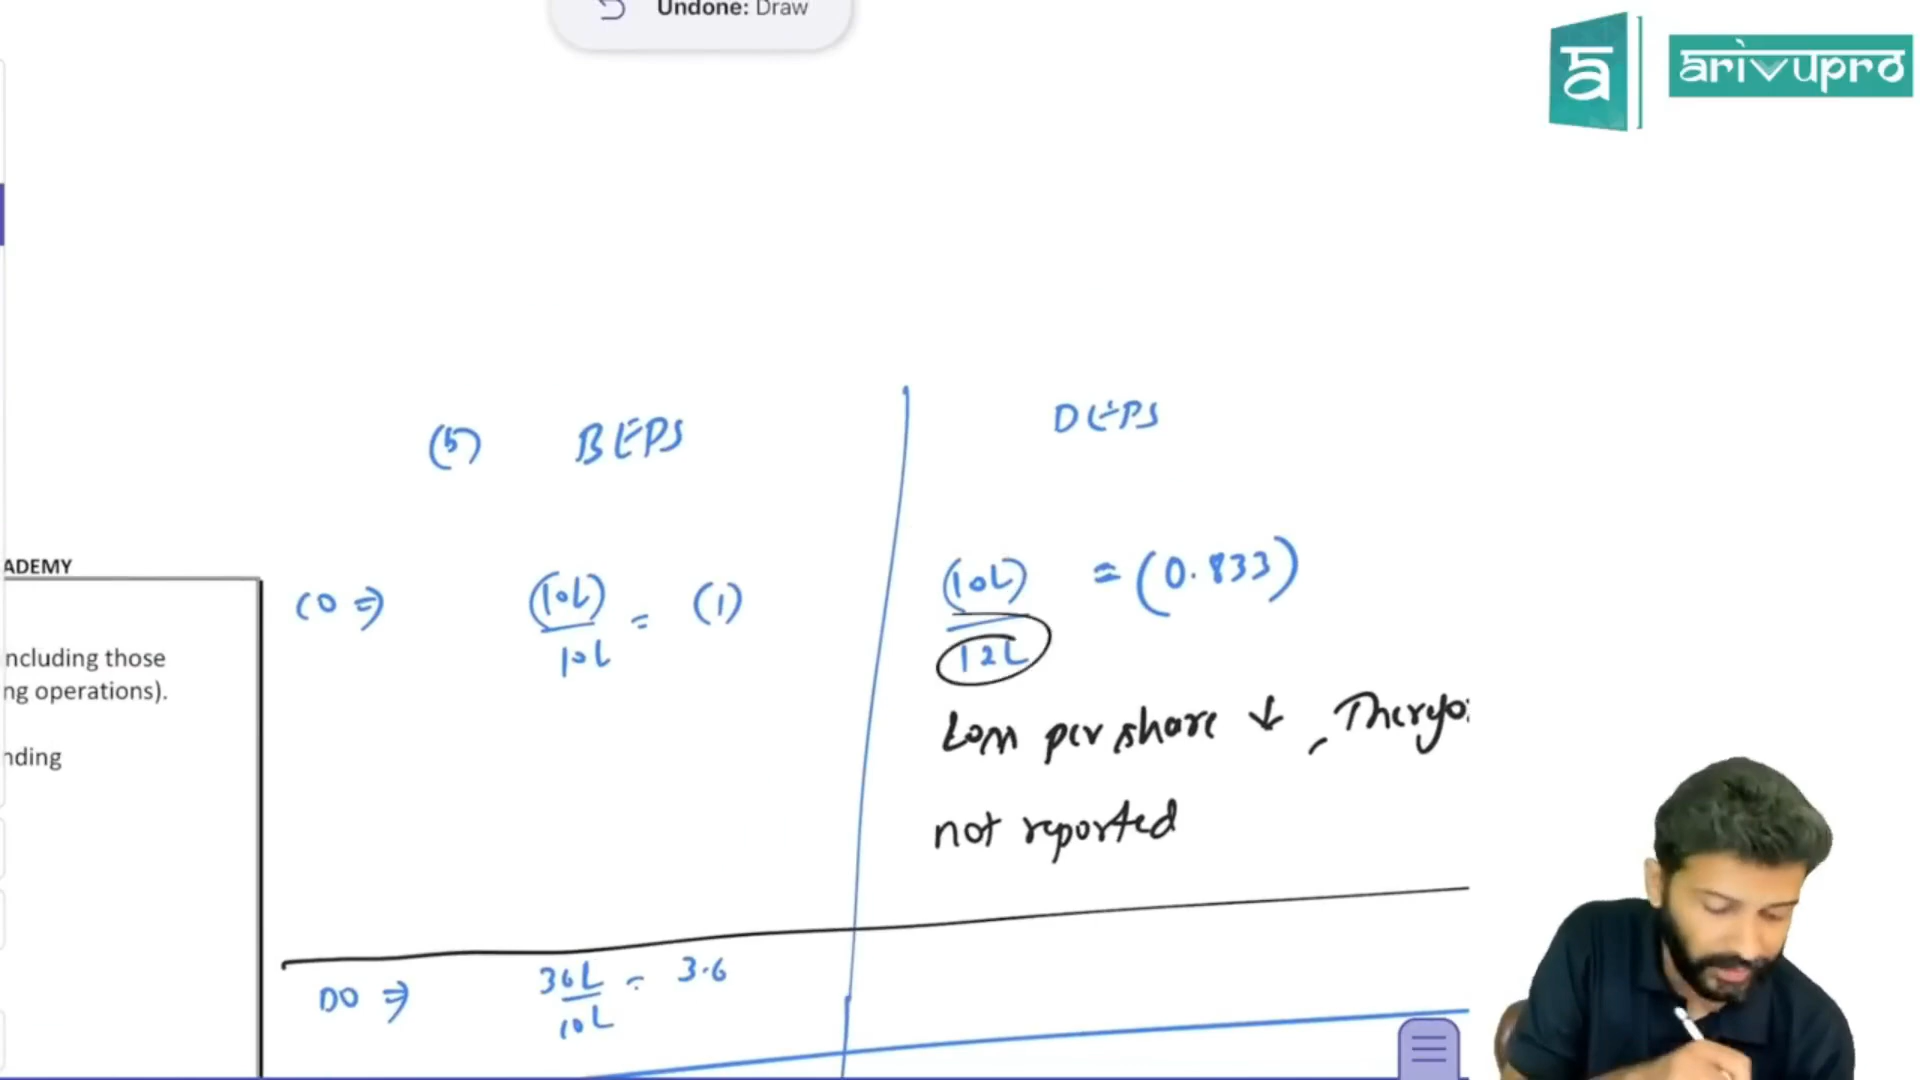 Undone: Draw
a arivupro
(5) BEPS
DEPS
ADEMY
ncluding those
ng operations).
nding
CO ⇒ (10L)/10L = (1)
(10L)/12L = (0.833)
Loss per share ↓, Therefo
not reported
DO ⇒ 36L/10L = 3.6